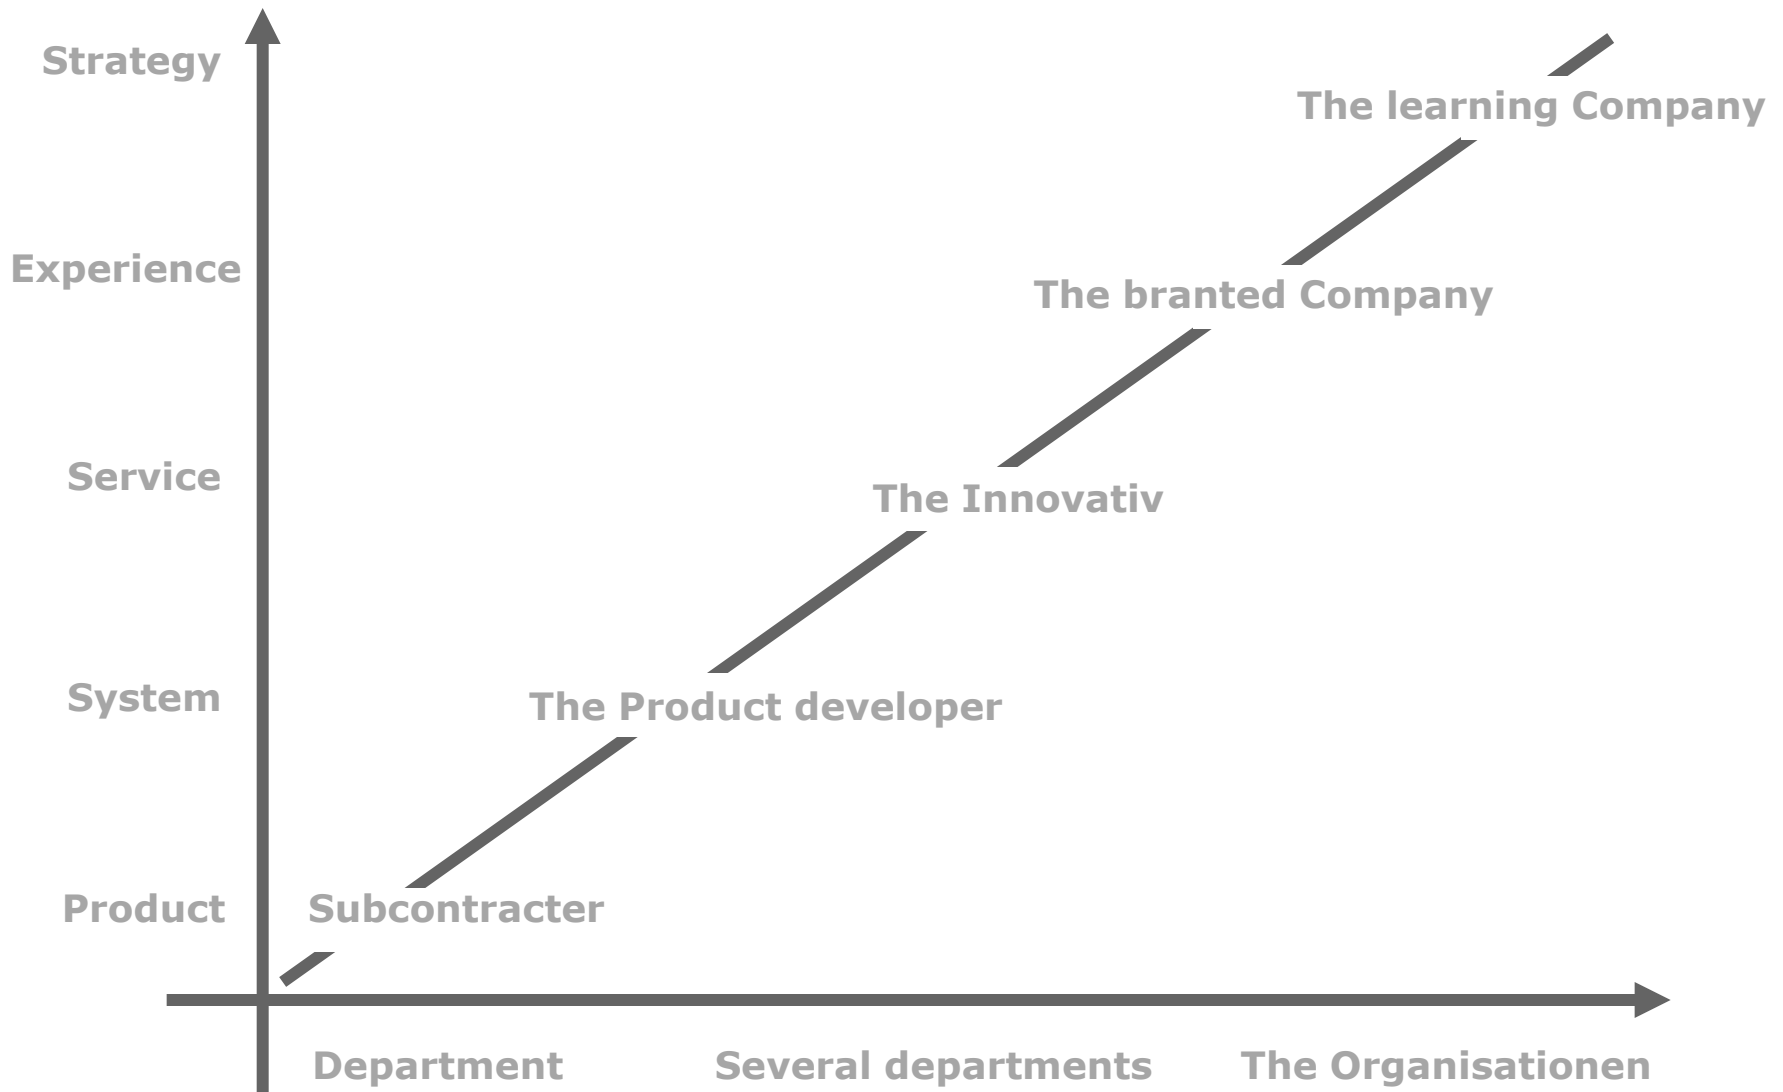 Strategy
The learning Company
Experience
The branted Company
Service
The Innovativ
System
The Product developer
Product
Subcontracter
Department
Several departments
The Organisationen